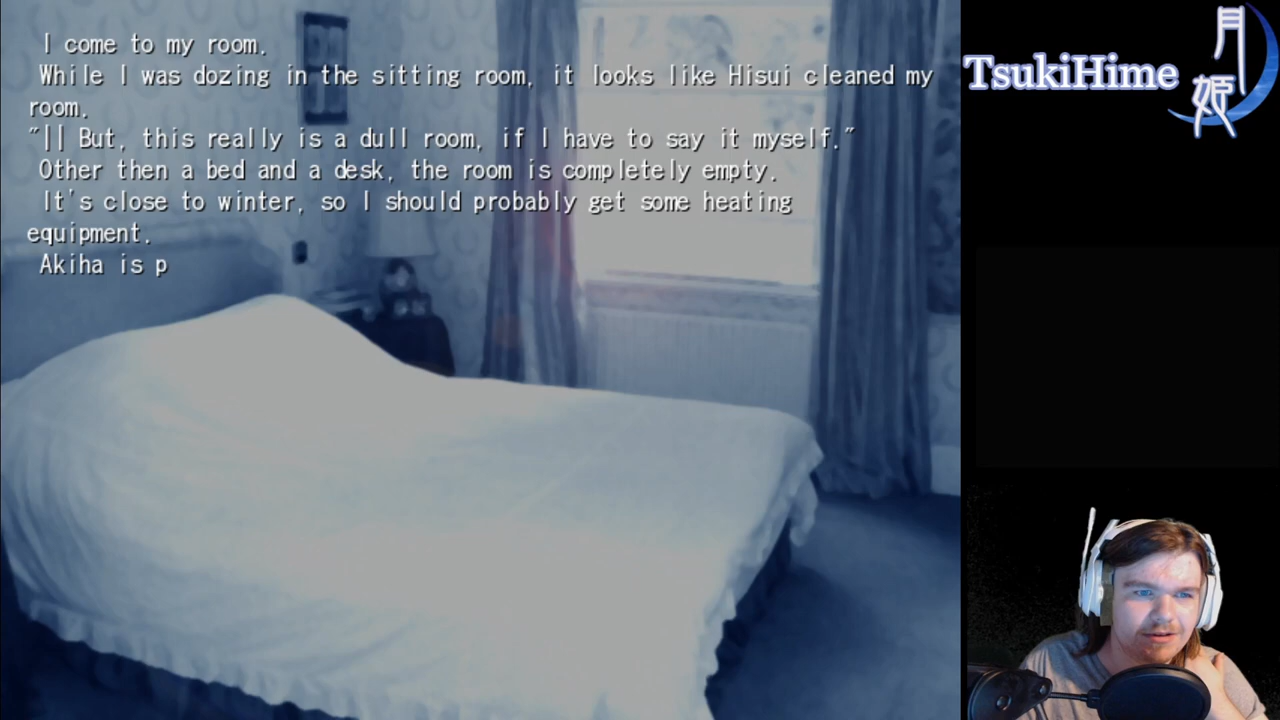 I come to my room.
While I was dozing in the sitting room, it looks like Hisui cleaned my
room.
"|| But, this really is a dull room, if I have to say it myself."
Other then a bed and a desk, the room is completely empty.
It's close to winter, so I should probably get some heating
equipment.
Akiha is p
TsukiHime
月姫